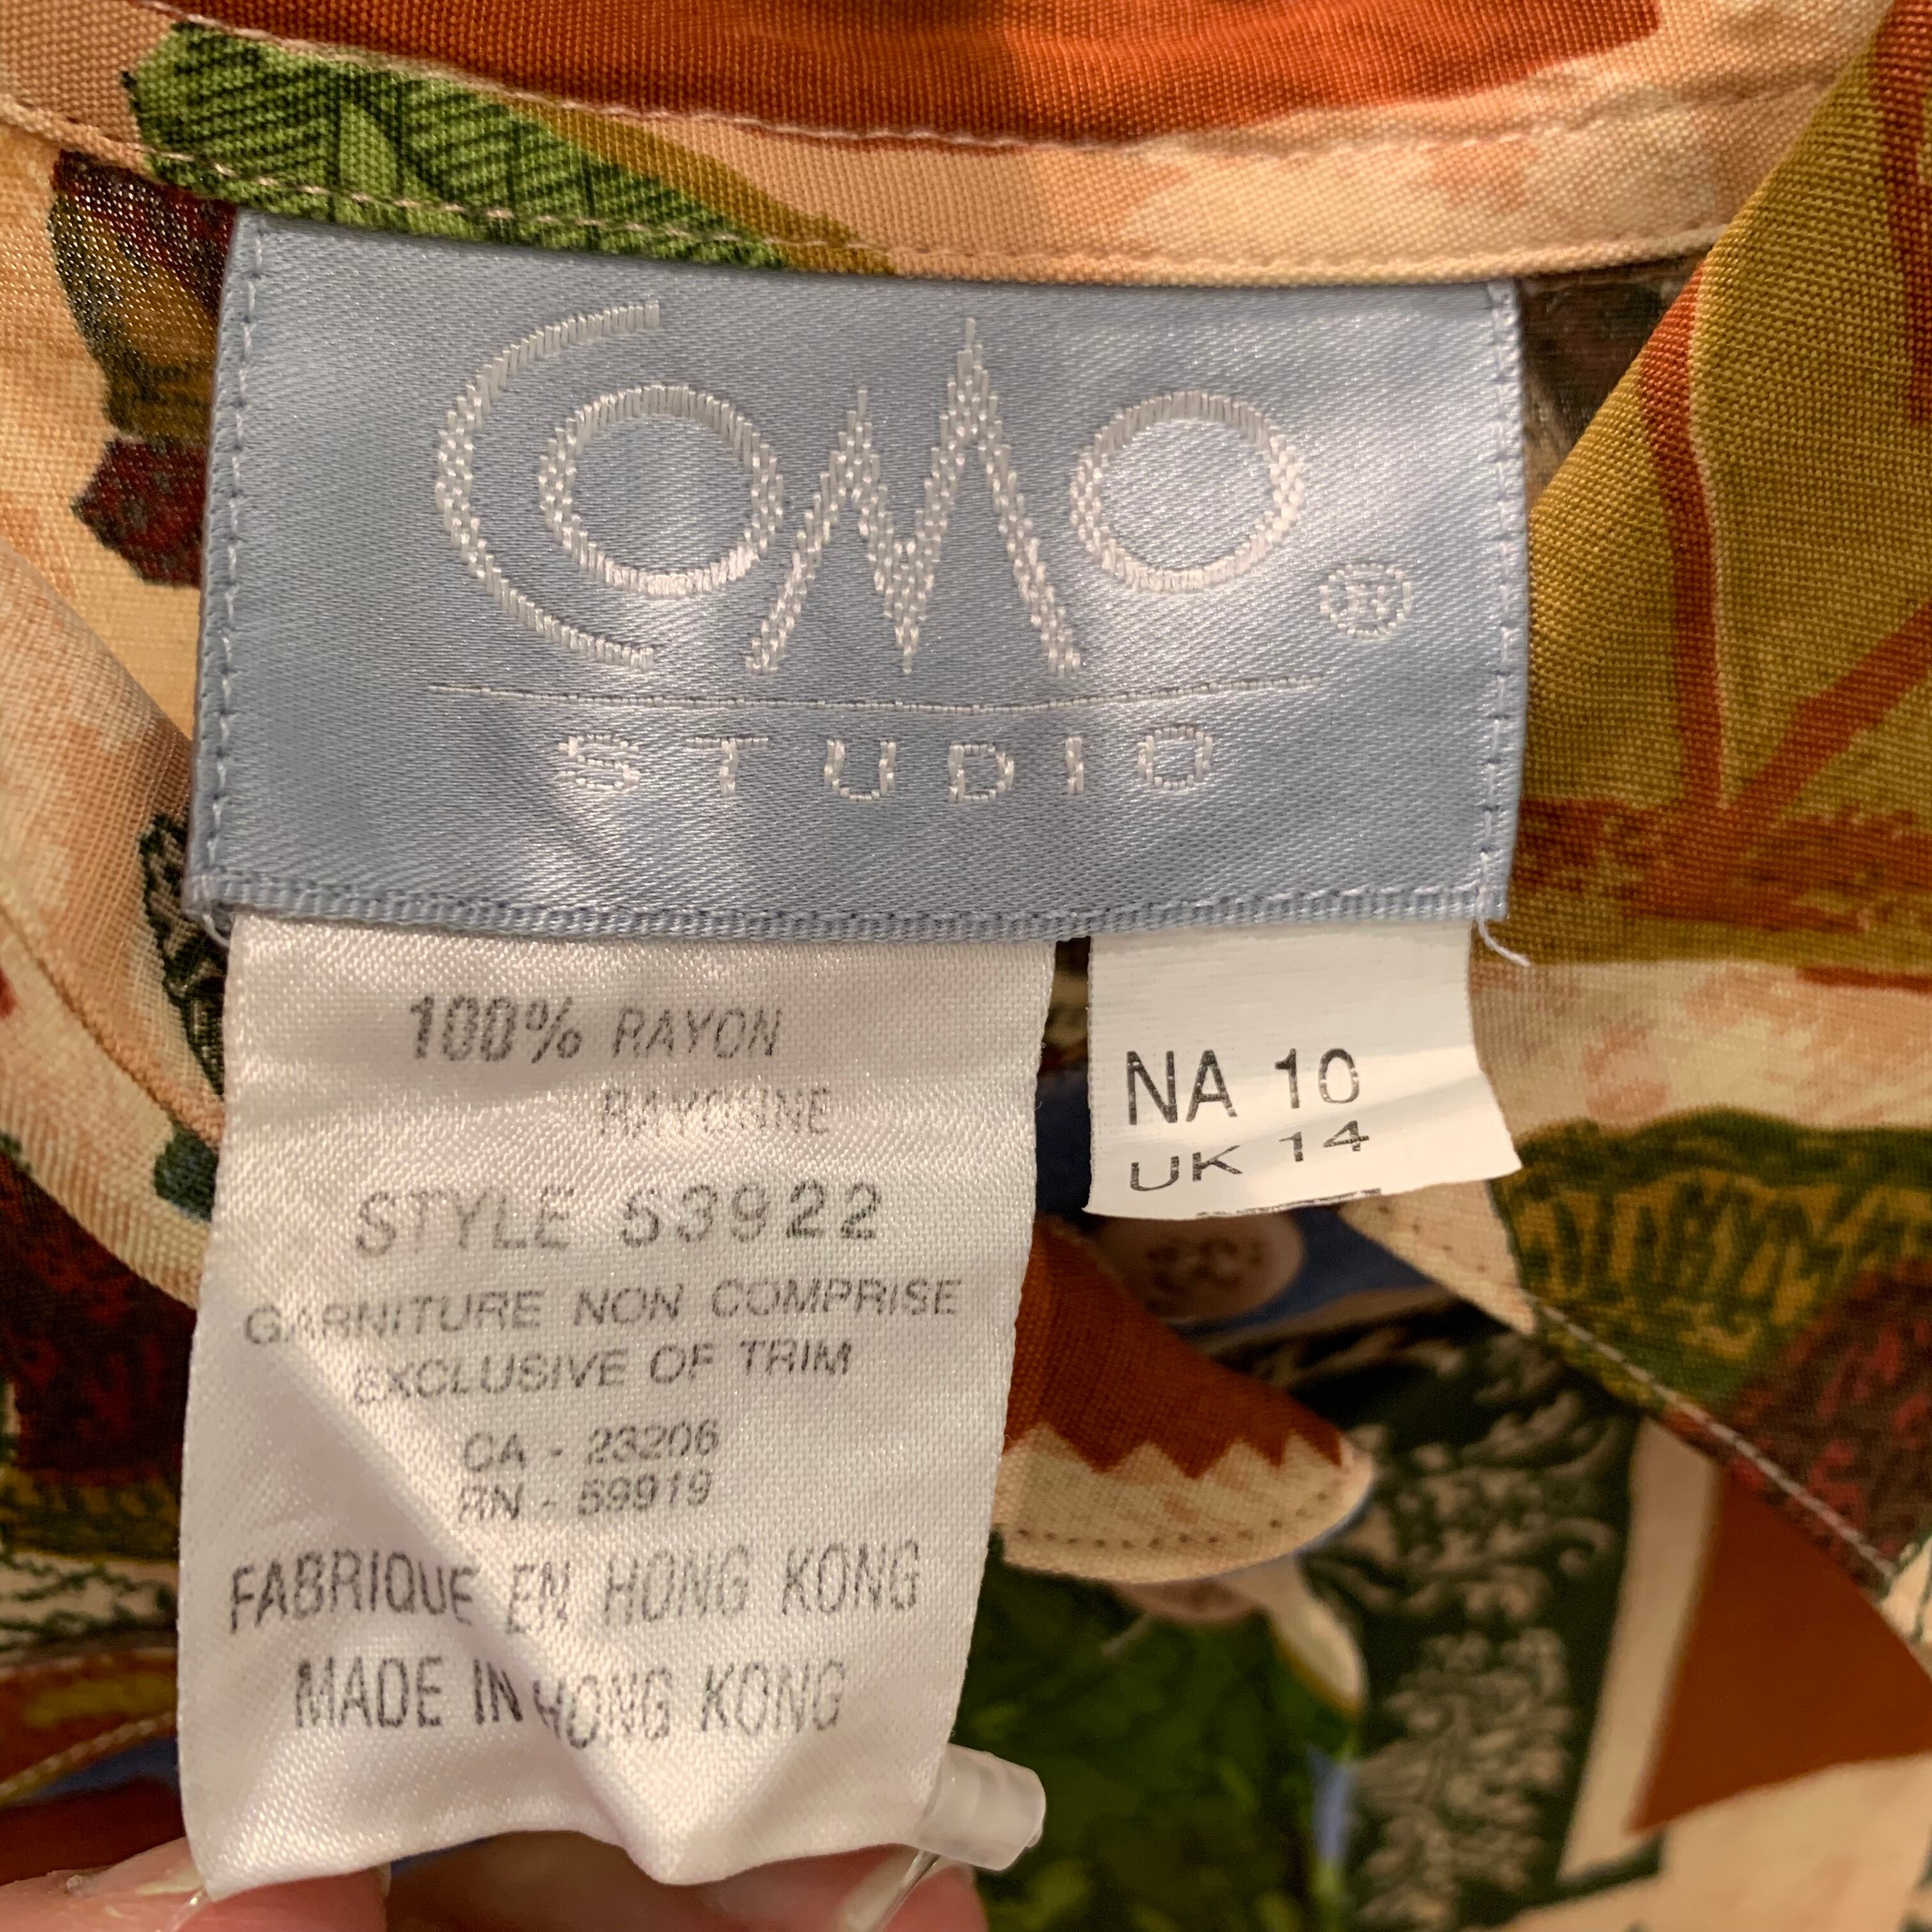 COMO ®
STUDIO
100% RAYON
RAYONNE
STYLE 53922
GARNITURE NON COMPRISE
EXCLUSIVE OF TRIM
CA - 23206
RN - 59919
FABRIQUE EN HONG KONG
MADE IN HONG KONG
NA 10
UK 14